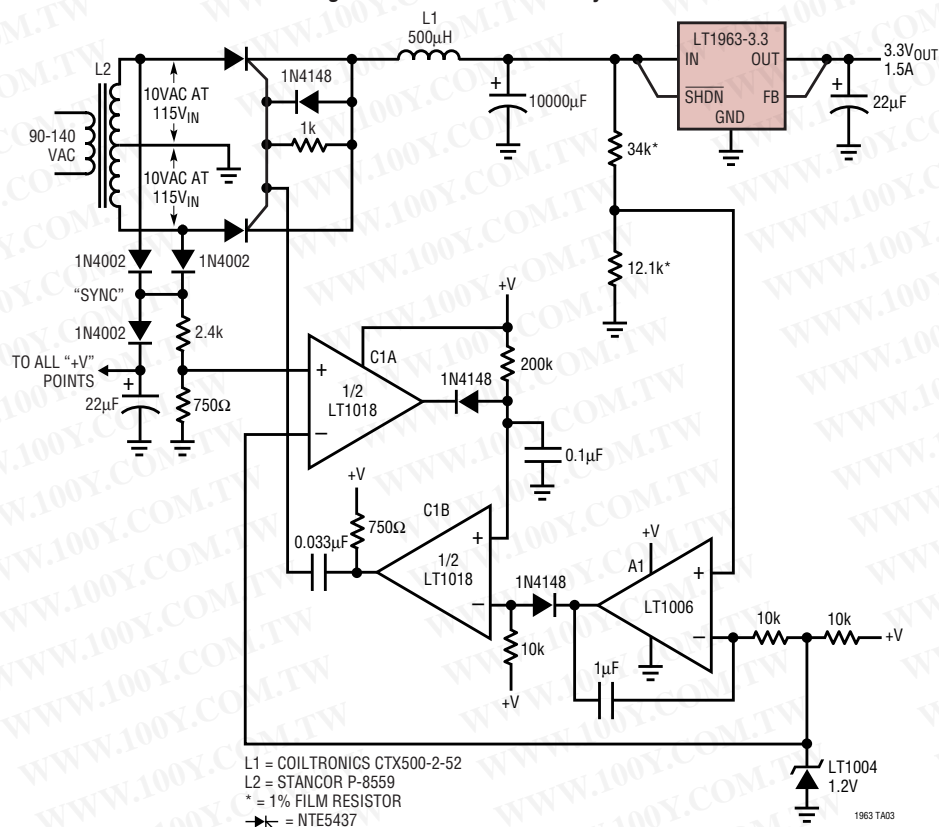 L1
500µH
LT1963-3.3
IN
OUT
SHDN
FB
GND
3.3VOUT
1.5A
L2
10VAC AT
115VIN
90-140
VAC
10VAC AT
115VIN
1N4148
1k
+
10000µF
+
22µF
34k*
12.1k*
1N4002
1N4002
"SYNC"
1N4002
2.4k
TO ALL "+V"
POINTS
+
22µF
750Ω
+V
200k
C1A
+
1/2
LT1018
–
1N4148
0.1µF
+V
750Ω
0.033µF
C1B
+
1/2
LT1018
–
1N4148
10k
+V
+V
A1
+
LT1006
–
1µF
10k
10k
+V
LT1004
1.2V
L1 = COILTRONICS CTX500-2-52
L2 = STANCOR P-8559
* = 1% FILM RESISTOR
= NTE5437
1963 TA03
WWW.100Y.COM.TW